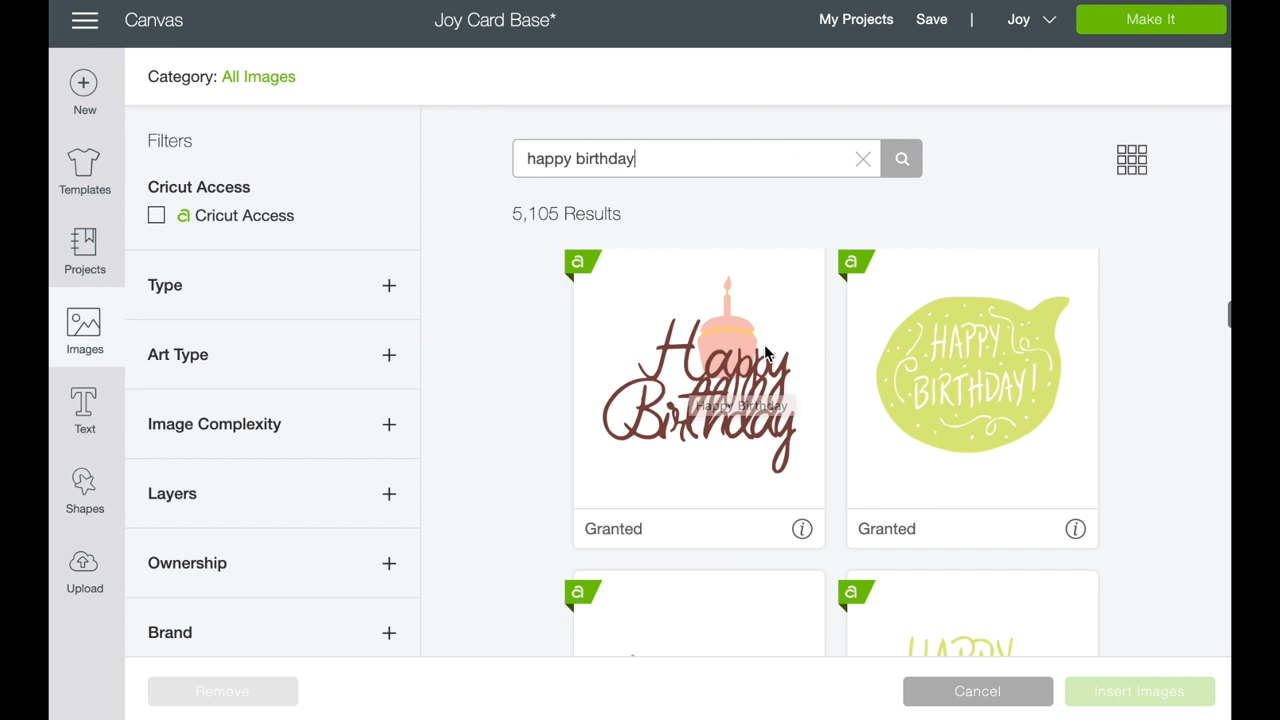 Canvas
Joy Card Base*
My Projects Save | Joy
Make It
New
Templates
Projects
Images
Text
Shapes
Upload
Category: All Images
Filters
Cricut Access
a Cricut Access
Type +
Art Type +
Image Complexity +
Layers +
Ownership +
Brand +
happy birthday
5,105 Results
a
Happy
Birthday
Happy Birthday
Granted
a
HAPPY
BIRTHDAY!
Granted
a
a
HAPPY
Remove
Cancel
Insert Images